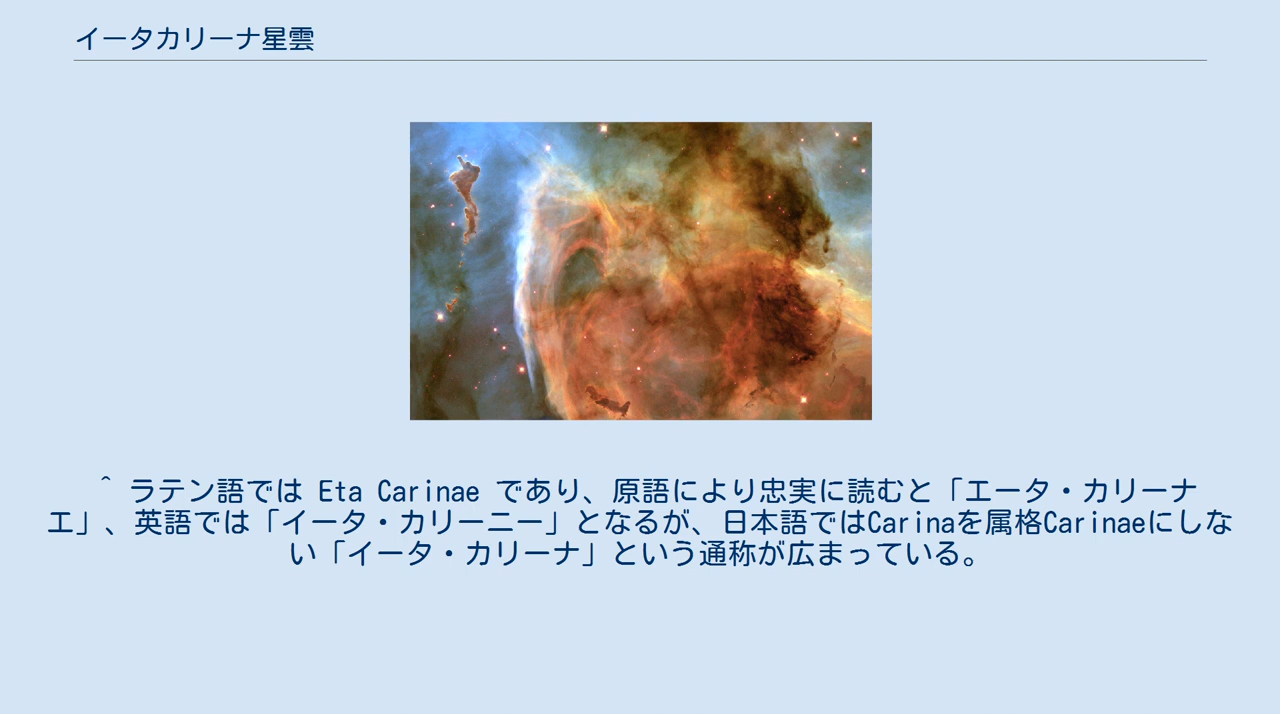 イータカリーナ星雲
^ ラテン語では Eta Carinae であり、原語により忠実に読むと「エータ・カリーナ
エ」、英語では「イータ・カリーニー」となるが、日本語ではCarinaを属格Carinaeにしな
い「イータ・カリーナ」という通称が広まっている。